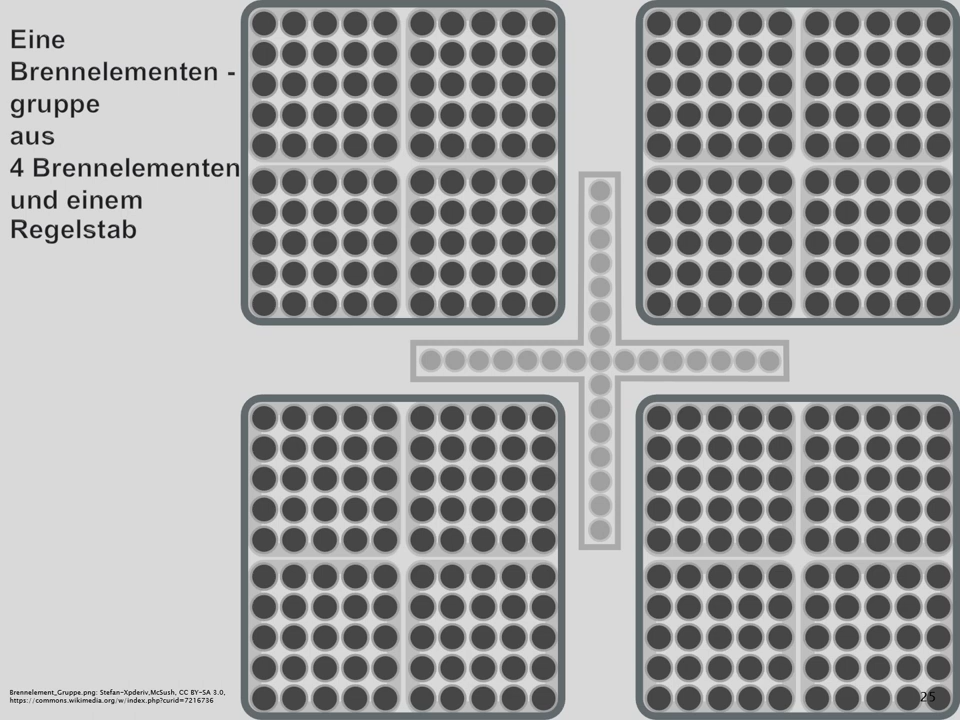 Eine
Brennelementen -
gruppe
aus
4 Brennelementen
und einem
Regelstab
Brennelement_Gruppe.png: Stefan-Xpderiv,McSush, CC BY-SA 3.0,
https://commons.wikimedia.org/w/index.php?curid=7216736
25